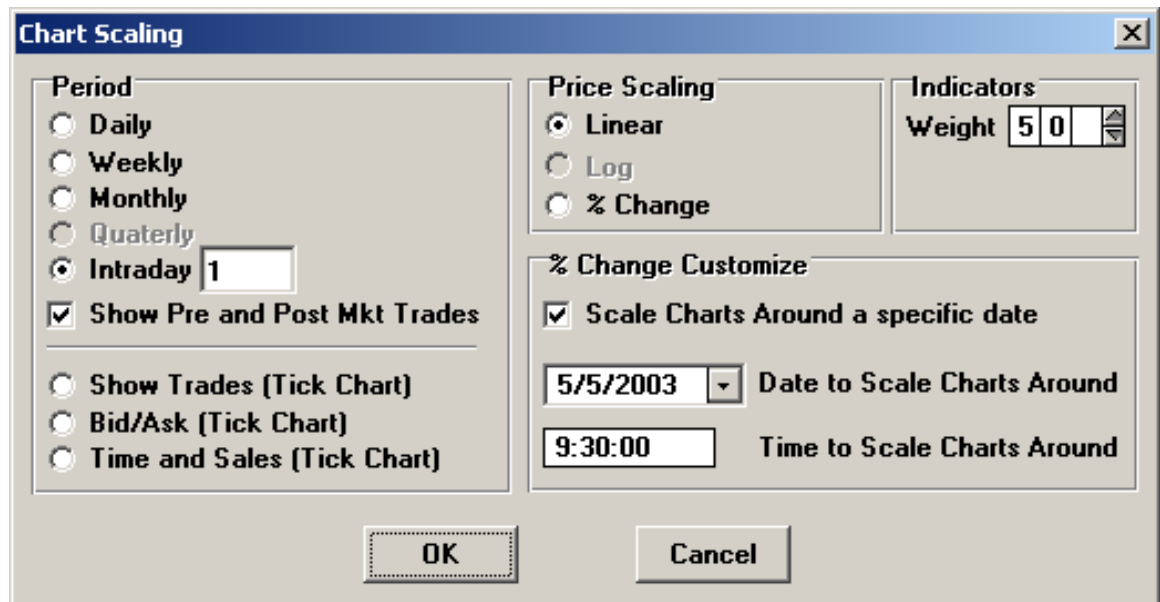 Chart Scaling
Period
Daily
Weekly
Monthly
Quaterly
Intraday 1
Show Pre and Post Mkt Trades
Show Trades (Tick Chart)
Bid/Ask (Tick Chart)
Time and Sales (Tick Chart)
Price Scaling
Linear
Log
% Change
Indicators
Weight 50
% Change Customize
Scale Charts Around a specific date
5/5/2003 Date to Scale Charts Around
9:30:00 Time to Scale Charts Around
OK Cancel